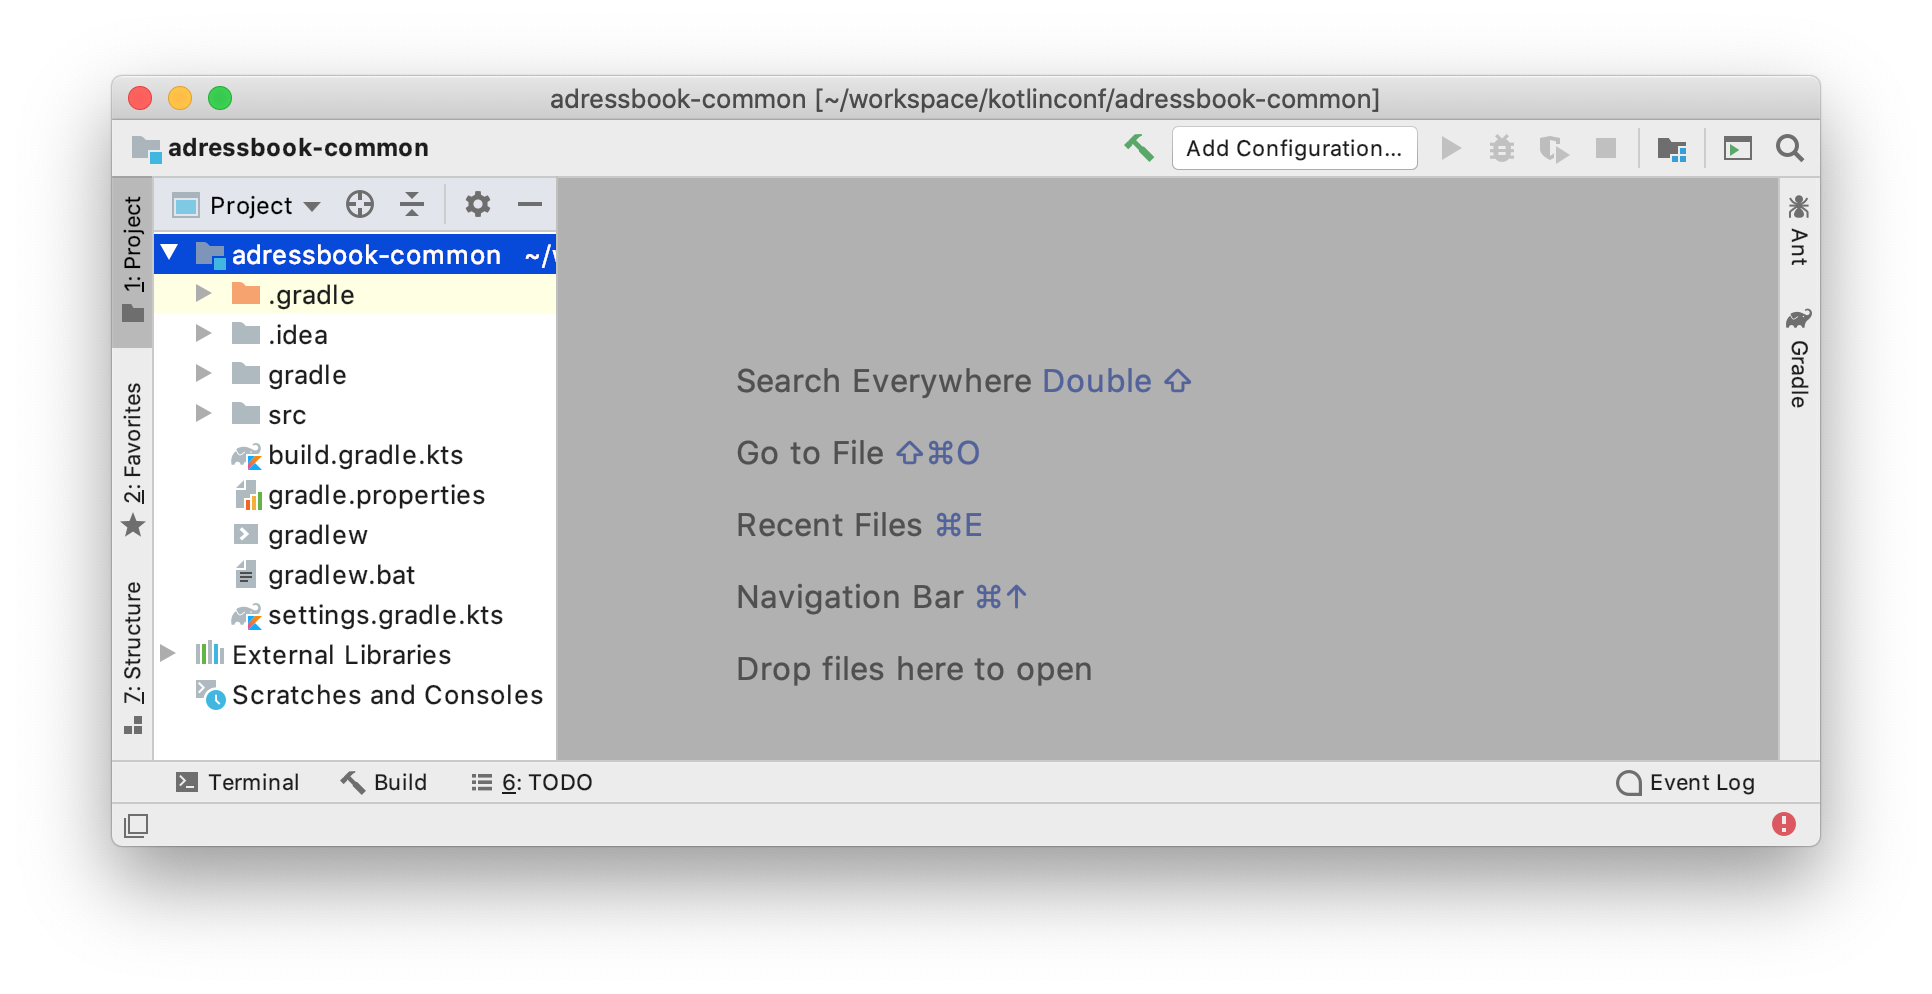 adressbook-common [~/workspace/kotlinconf/adressbook-common]
adressbook-common
Add Configuration...
1: Project
2: Favorites
7: Structure
Project
adressbook-common ~/
.gradle
.idea
gradle
src
build.gradle.kts
gradle.properties
gradlew
gradlew.bat
settings.gradle.kts
External Libraries
Scratches and Consoles
Search Everywhere Double ⇧
Go to File ⇧⌘O
Recent Files ⌘E
Navigation Bar ⌘↑
Drop files here to open
Ant
Gradle
Terminal
Build
6: TODO
Event Log